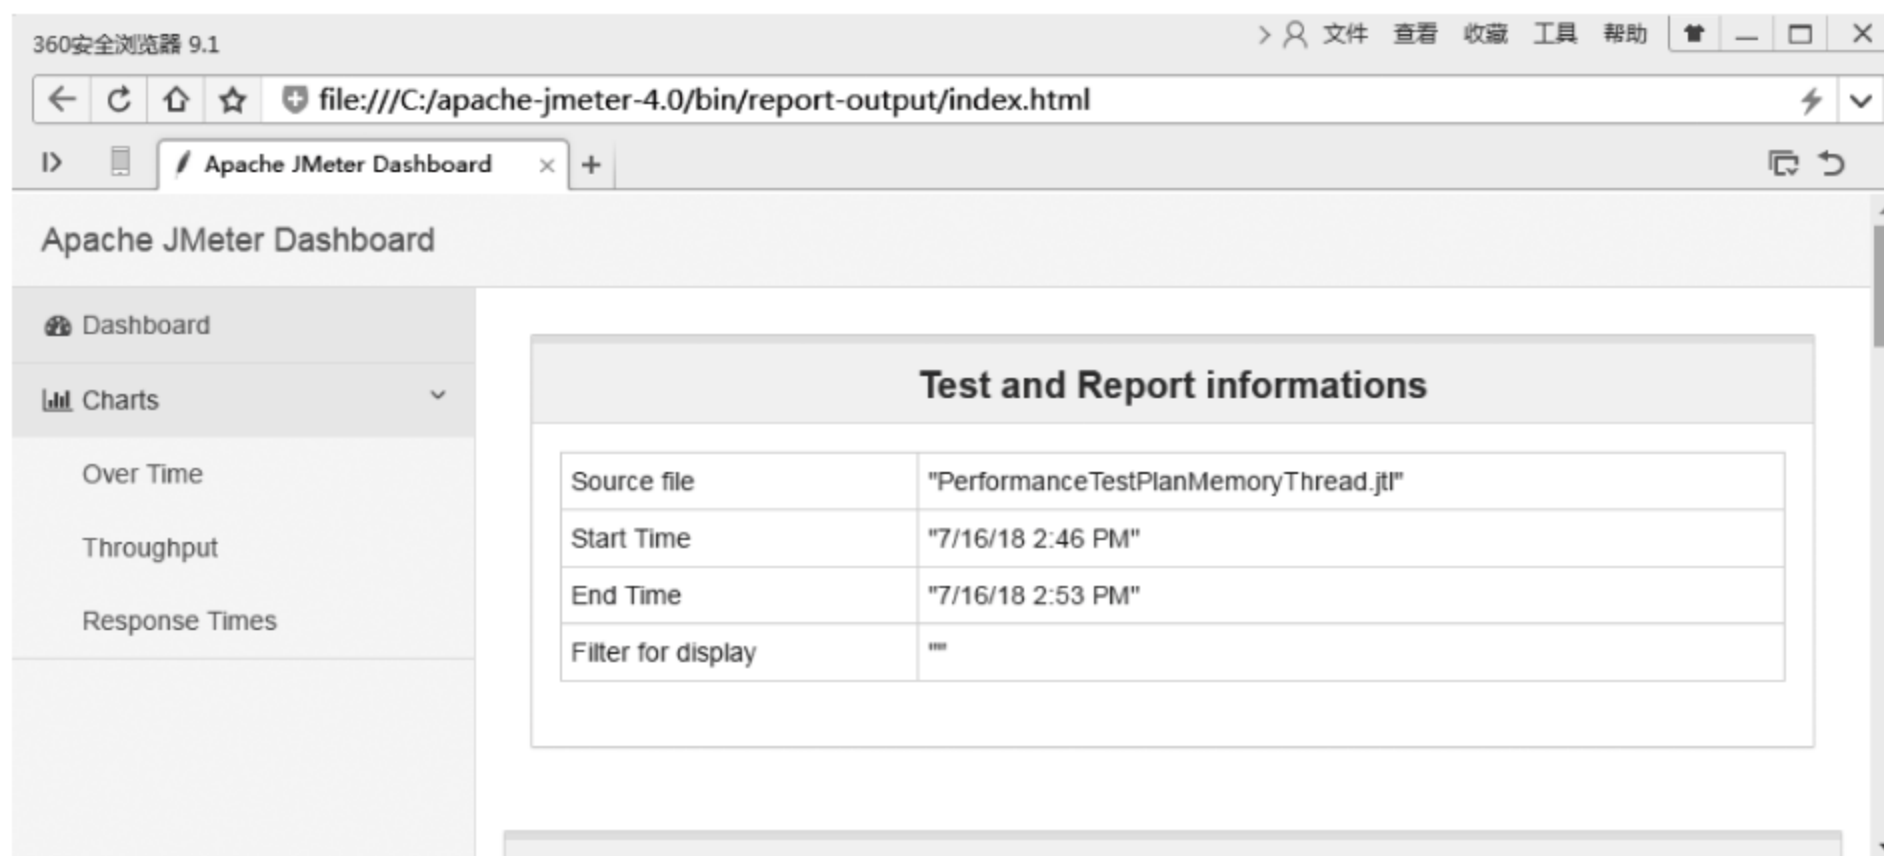 360安全浏览器 9.1
文件 查看 收藏 工具 帮助
file:///C:/apache-jmeter-4.0/bin/report-output/index.html
Apache JMeter Dashboard
Apache JMeter Dashboard
Dashboard
Charts
Over Time
Throughput
Response Times
Test and Report informations
Source file "PerformanceTestPlanMemoryThread.jtl"
Start Time "7/16/18 2:46 PM"
End Time "7/16/18 2:53 PM"
Filter for display ""